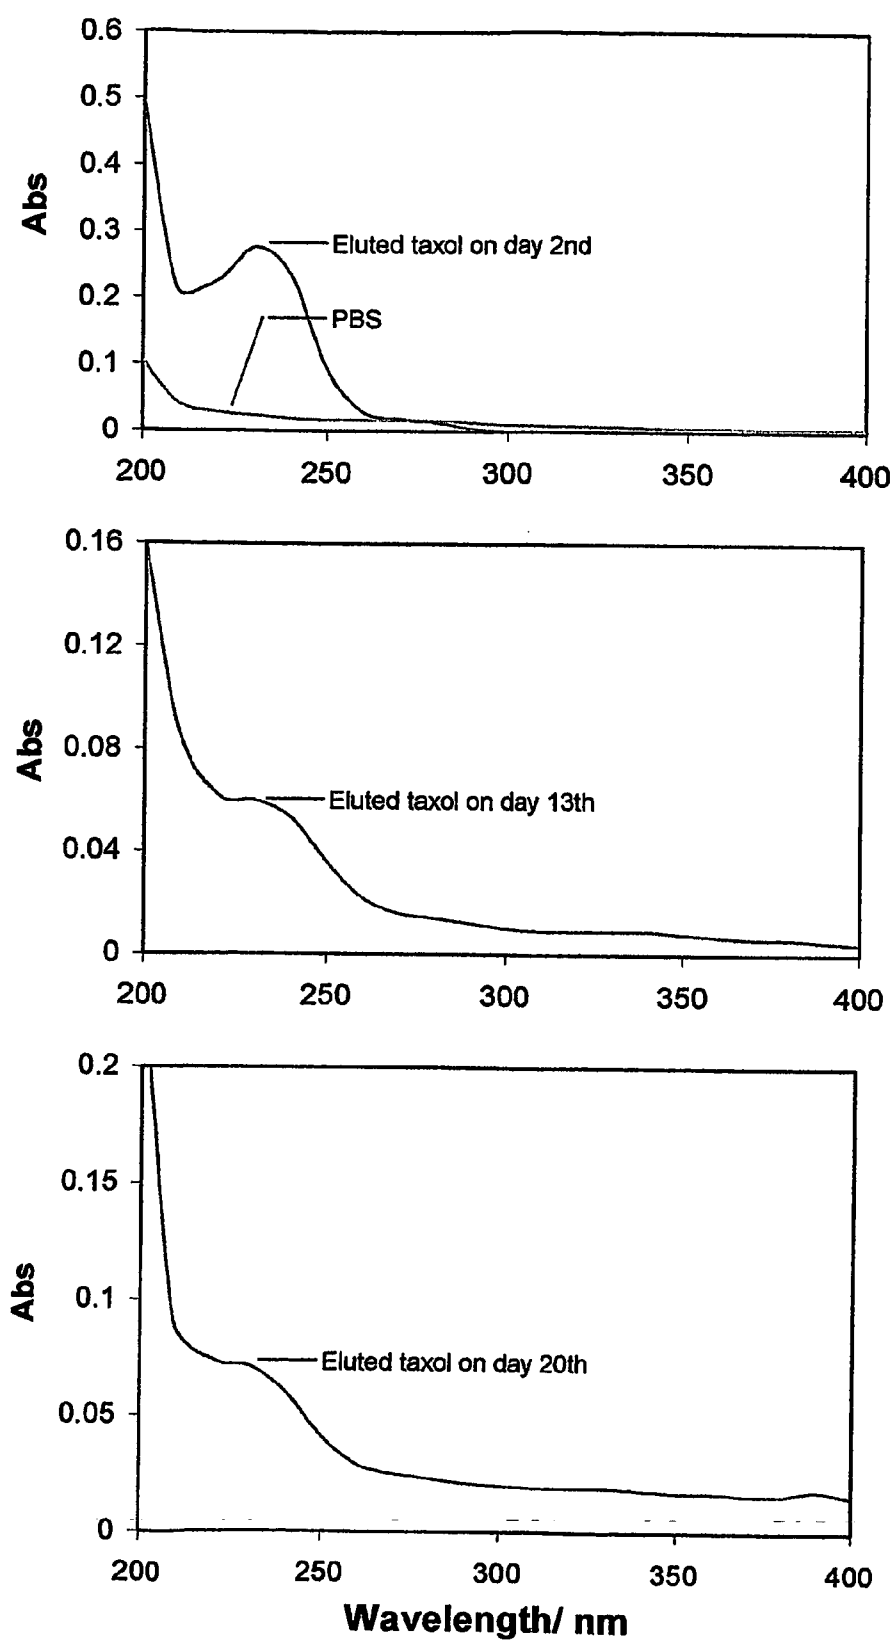 0.6
0.5
0.4
0.3
0.2
0.1
0
Abs
Eluted taxol on day 2nd
PBS
200 250 300 350 400
0.16
0.12
0.08
0.04
0
Abs
Eluted taxol on day 13th
200 250 300 350 400
0.2
0.15
0.1
0.05
0
Abs
Eluted taxol on day 20th
200 250 300 350 400
Wavelength/ nm